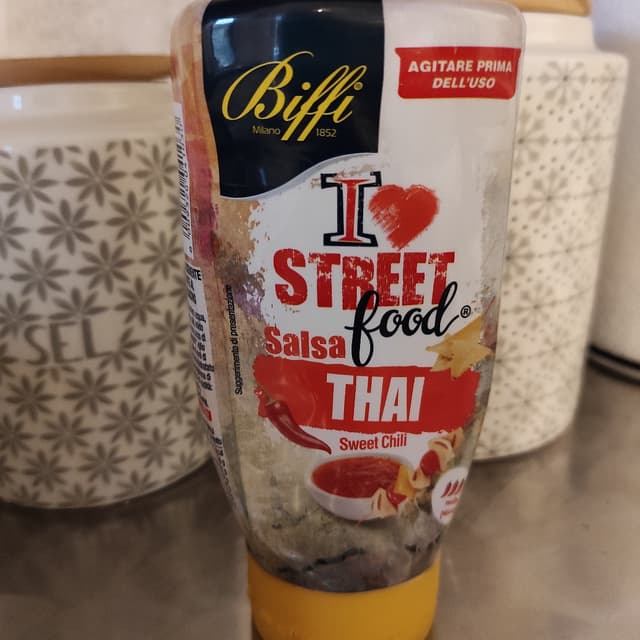 Biffi®
Milano 1852
AGITARE PRIMA
DELL'USO
I
STREET
food®
Salsa
THAI
Sweet Chili
Suggerimento di presentazione
SEL